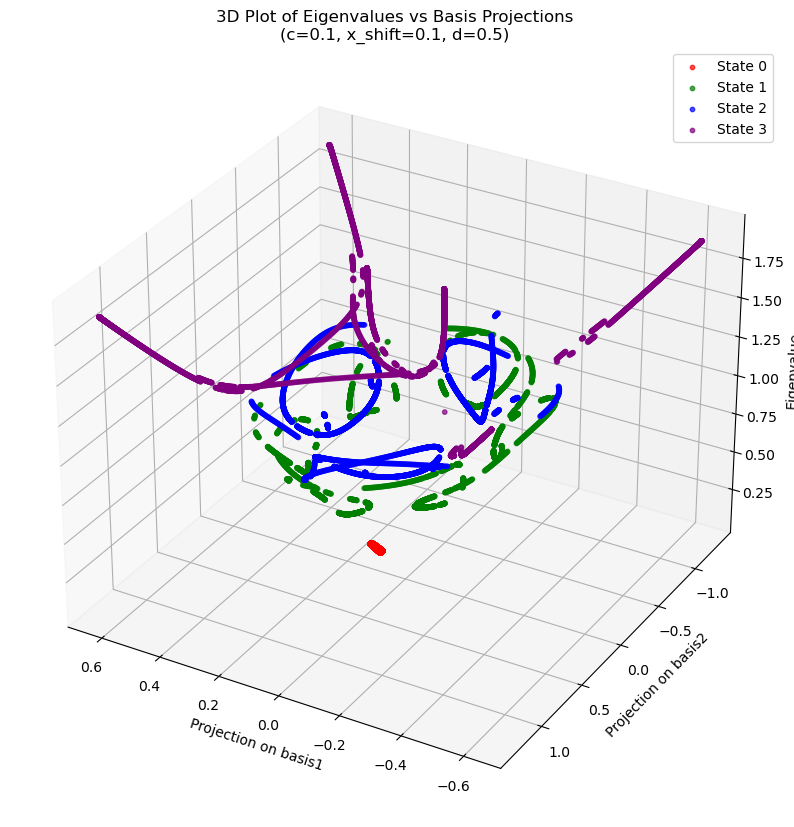 3D Plot of Eigenvalues vs Basis Projections
(c=0.1, x_shift=0.1, d=0.5)
State 0
State 1
State 2
State 3
1.75
1.50
1.25
1.00
0.75
0.50
0.25
Eigenvalue
−1.0
−0.5
0.0
0.5
1.0
Projection on basis2
0.6
0.4
0.2
0.0
−0.2
−0.4
−0.6
Projection on basis1